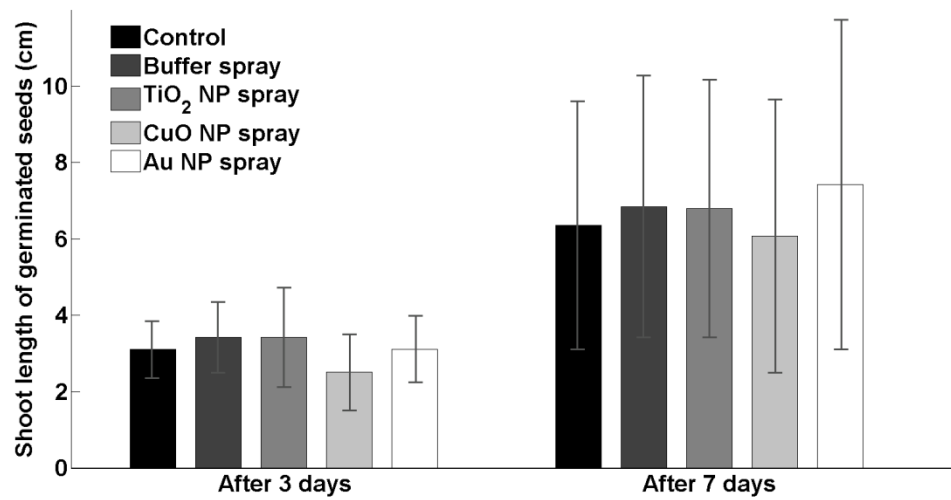 Shoot length of germinated seeds (cm)
10
8
6
4
2
0
Control
Buffer spray
TiO₂ NP spray
CuO NP spray
Au NP spray
After 3 days
After 7 days